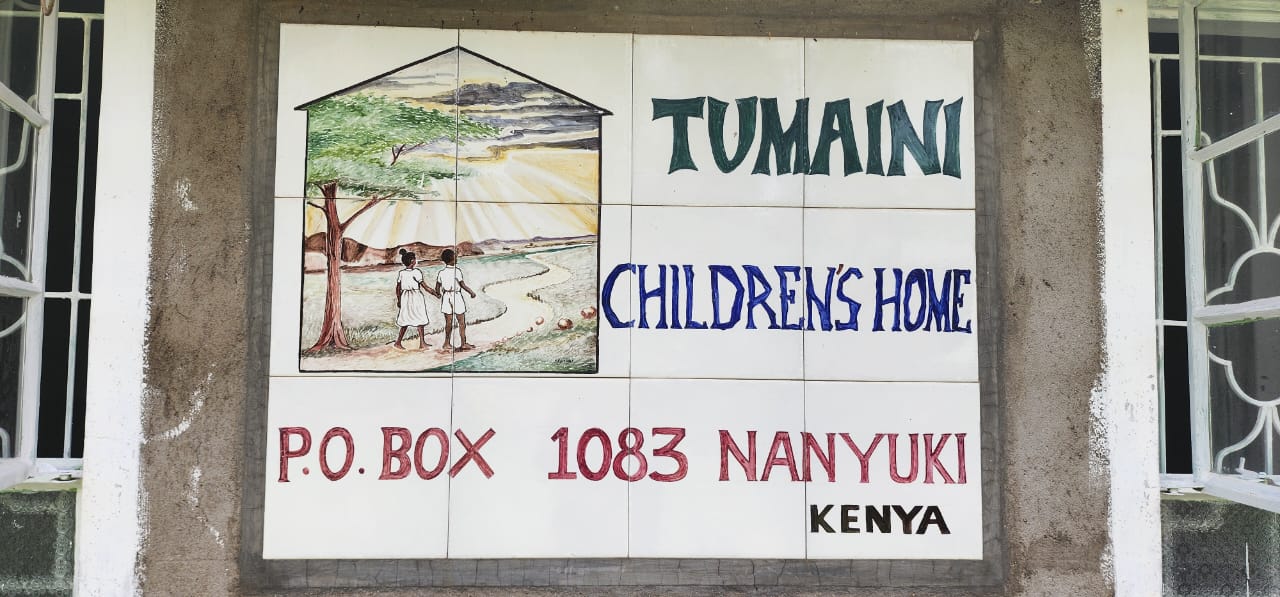 TUMAINI
CHILDREN'S HOME
P.O. BOX 1083 NANYUKI
KENYA